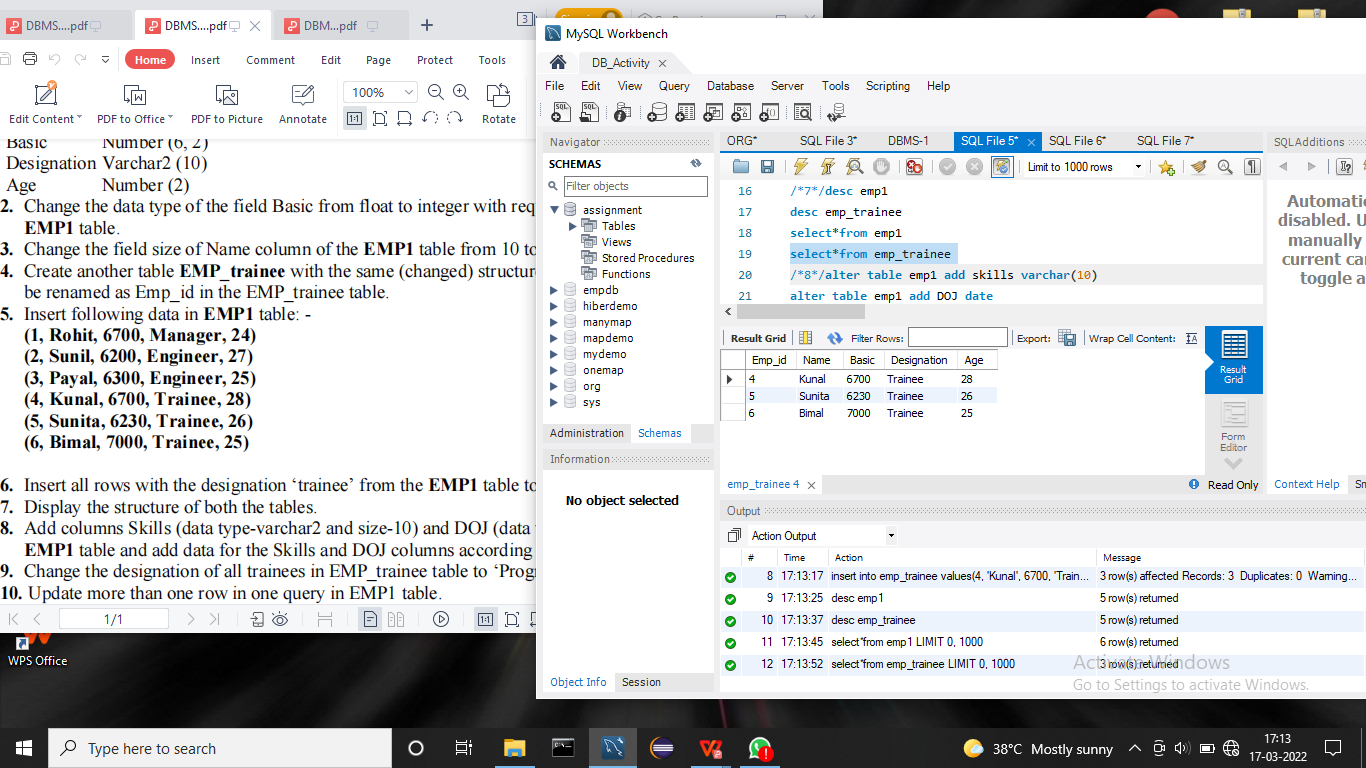 DBMS....pdf
DBMS....pdf
DBM...pdf
3
Home
Insert
Comment
Edit
Page
Protect
Tools
Edit Content
PDF to Office
PDF to Picture
Annotate
100%
1:1
Rotate
Basic Number (6, 2)
Designation Varchar2 (10)
Age Number (2)
2. Change the data type of the field Basic from float to integer with req
EMP1 table.
3. Change the field size of Name column of the EMP1 table from 10 to
4. Create another table EMP_trainee with the same (changed) structur
be renamed as Emp_id in the EMP_trainee table.
5. Insert following data in EMP1 table: -
(1, Rohit, 6700, Manager, 24)
(2, Sunil, 6200, Engineer, 27)
(3, Payal, 6300, Engineer, 25)
(4, Kunal, 6700, Trainee, 28)
(5, Sunita, 6230, Trainee, 26)
(6, Bimal, 7000, Trainee, 25)
6. Insert all rows with the designation ‘trainee’ from the EMP1 table to
7. Display the structure of both the tables.
8. Add columns Skills (data type-varchar2 and size-10) and DOJ (data
EMP1 table and add data for the Skills and DOJ columns according
9. Change the designation of all trainees in EMP_trainee table to ‘Prog
10. Update more than one row in one query in EMP1 table.
1/1
1:1
WPS Office
MySQL Workbench
DB_Activity
File Edit View Query Database Server Tools Scripting Help
Navigator
SCHEMAS
Filter objects
assignment
Tables
Views
Stored Procedures
Functions
empdb
hiberdemo
manymap
mapdemo
mydemo
onemap
org
sys
Administration Schemas
Information
No object selected
Object Info Session
ORG* SQL File 3* DBMS-1 SQL File 5* SQL File 6* SQL File 7*
Limit to 1000 rows
16 /*7*/desc emp1
17 desc emp_trainee
18 select*from emp1
19 select*from emp_trainee
20 /*8*/alter table emp1 add skills varchar(10)
21 alter table emp1 add DOJ date
Result Grid Filter Rows: Export: Wrap Cell Content:
Emp_id Name Basic Designation Age
4 Kunal 6700 Trainee 28
5 Sunita 6230 Trainee 26
6 Bimal 7000 Trainee 25
Result
Grid
Form
Editor
emp_trainee 4
Read Only
SQLAdditions
Automatic
disabled. U
manually
current car
toggle a
Context Help Sn
Output
Action Output
# Time Action Message
8 17:13:17 insert into emp_trainee values(4, 'Kunal', 6700, 'Train... 3 row(s) affected Records: 3 Duplicates: 0 Warning...
9 17:13:25 desc emp1 5 row(s) returned
10 17:13:37 desc emp_trainee 5 row(s) returned
11 17:13:45 select*from emp1 LIMIT 0, 1000 6 row(s) returned
12 17:13:52 select*from emp_trainee LIMIT 0, 1000 3 row(s) returned
Activate Windows
Go to Settings to activate Windows.
Type here to search
38°C Mostly sunny
17:13
17-03-2022